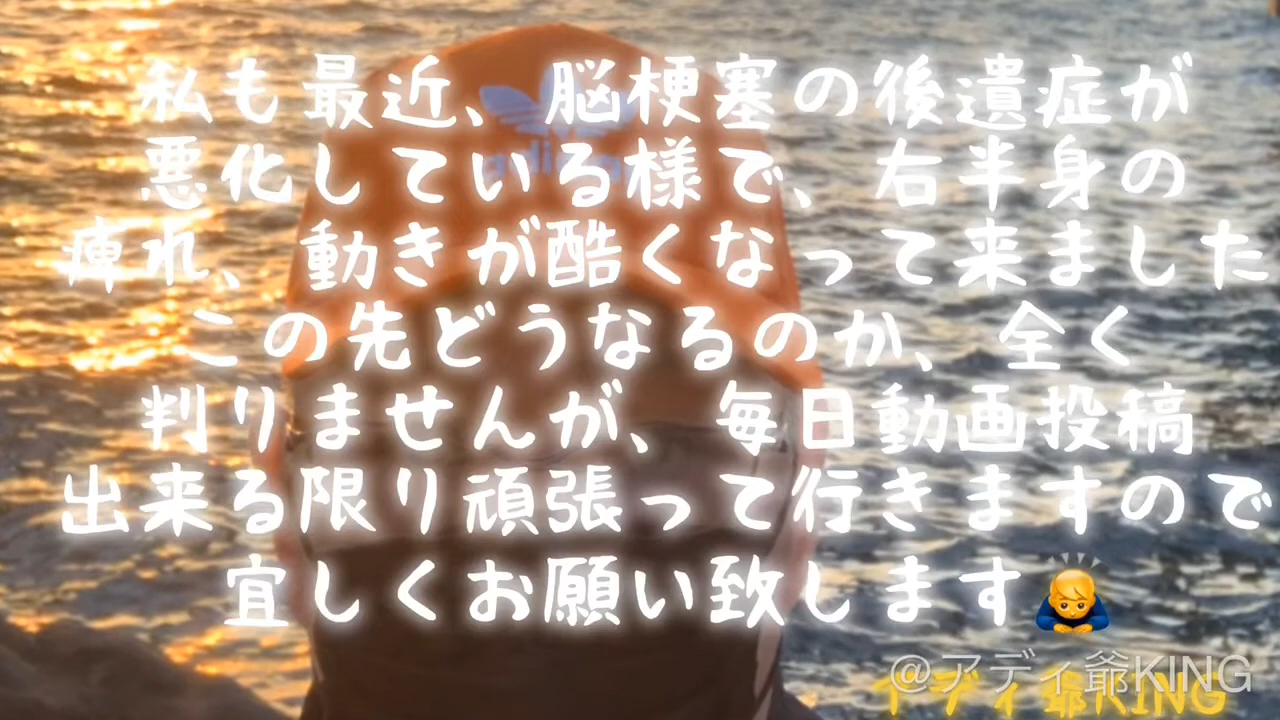 私も最近、脳梗塞の後遺症が
悪化している様で、右半身の
痺れ、動きが酷くなって来ました
この先どうなるのか、全く
判りませんが、毎日動画投稿
出来る限り頑張って行きますので
宜しくお願い致します🙇
@アディ爺KING
アディ爺KING
adidas